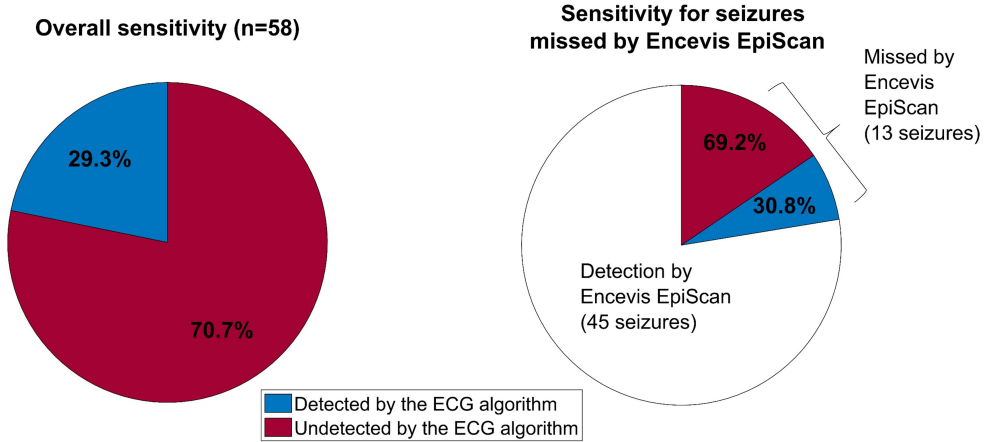 Overall sensitivity (n=58)
29.3%
70.7%
Sensitivity for seizures
missed by Encevis EpiScan
Missed by
Encevis
EpiScan
(13 seizures)
69.2%
30.8%
Detection by
Encevis EpiScan
(45 seizures)
Detected by the ECG algorithm
Undetected by the ECG algorithm